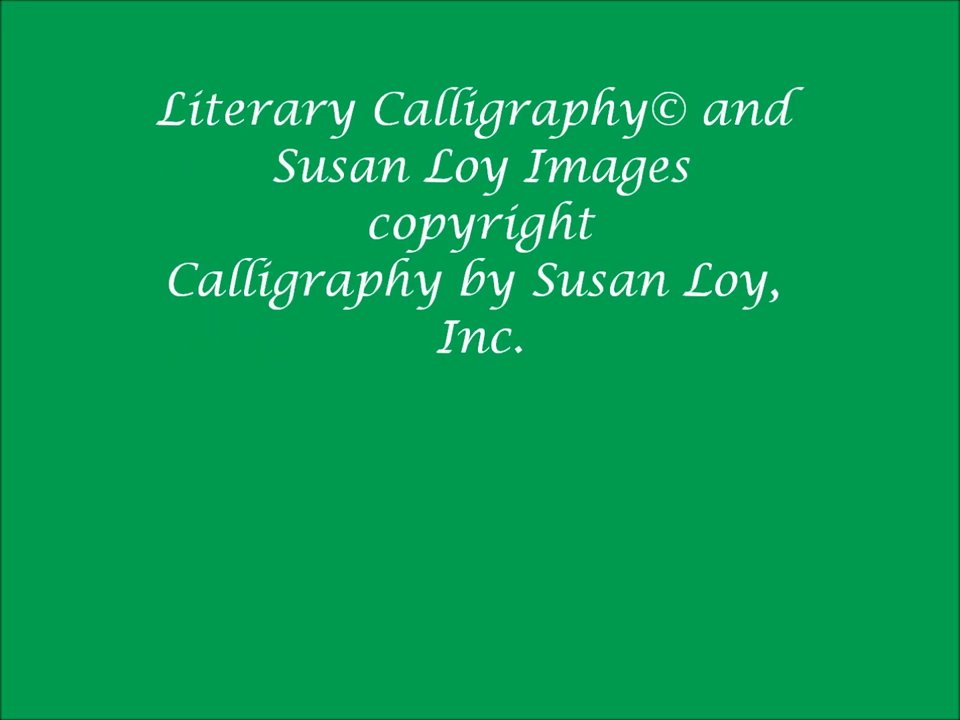 Literary Calligraphy© and
Susan Loy Images
copyright
Calligraphy by Susan Loy,
Inc.